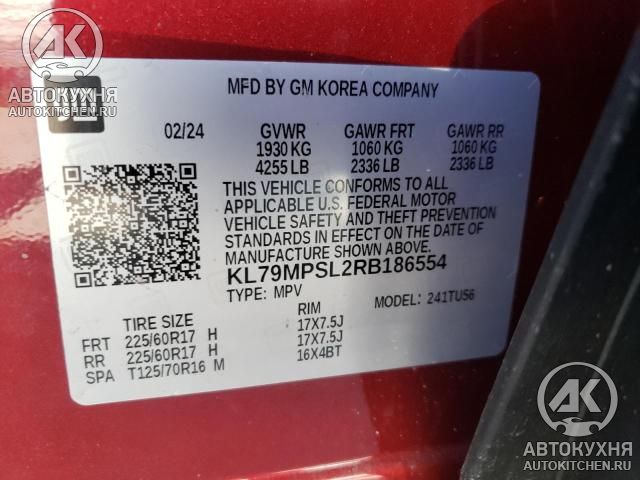 АВТОКУХНЯ
AUTOKITCHEN.RU
gm
MFD BY GM KOREA COMPANY
02/24 GVWR GAWR FRT GAWR RR
1930 KG 1060 KG 1060 KG
4255 LB 2336 LB 2336 LB
THIS VEHICLE CONFORMS TO ALL
APPLICABLE U.S. FEDERAL MOTOR
VEHICLE SAFETY AND THEFT PREVENTION
STANDARDS IN EFFECT ON THE DATE OF
MANUFACTURE SHOWN ABOVE.
KL79MPSL2RB186554
TYPE: MPV MODEL: 241TU56
TIRE SIZE RIM
FRT 225/60R17 H 17X7.5J
RR 225/60R17 H 17X7.5J
SPA T125/70R16 M 16X4BT
АК
АВТОКУХНЯ
AUTOKITCHEN.RU